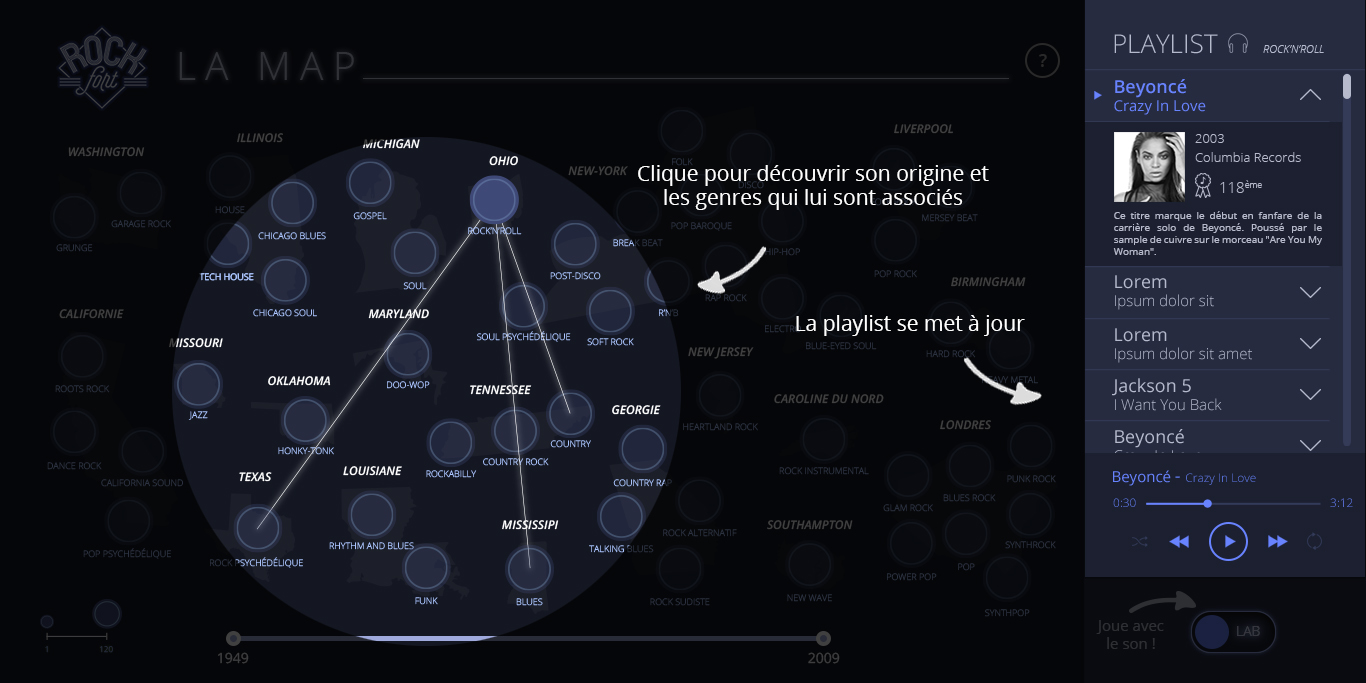 ROCK
fort
LA MAP
?
PLAYLIST
ROCK'N'ROLL
Beyoncé
Crazy In Love
2003
Columbia Records
118ème
Ce titre marque le début en fanfare de la
carrière solo de Beyoncé. Poussé par le
sample de cuivre sur le morceau "Are You My
Woman".
Lorem
Ipsum dolor sit
Lorem
Ipsum dolor sit amet
Jackson 5
I Want You Back
Beyoncé
Beyoncé - Crazy In Love
0:30
3:12
Joue avec
le son !
LAB
Clique pour découvrir son origine et
les genres qui lui sont associés
La playlist se met à jour
WASHINGTON
GRUNGE
GARAGE ROCK
ILLINOIS
HOUSE
CHICAGO BLUES
TECH HOUSE
CHICAGO SOUL
MICHIGAN
GOSPEL
SOUL
OHIO
ROCK'N'ROLL
NEW-YORK
FOLK
DISCO
POP BAROQUE
BREAK BEAT
HIP-HOP
POST-DISCO
R'N'B
RAP ROCK
ELECTRO
BLUE-EYED SOUL
SOUL PSYCHÉDÉLIQUE
SOFT ROCK
LIVERPOOL
MERSEY BEAT
POP ROCK
BIRMINGHAM
HARD ROCK
HEAVY METAL
CALIFORNIE
ROOTS ROCK
DANCE ROCK
CALIFORNIA SOUND
POP PSYCHÉDÉLIQUE
MISSOURI
JAZZ
MARYLAND
DOO-WOP
OKLAHOMA
HONKY-TONK
TENNESSEE
COUNTRY
ROCKABILLY
COUNTRY ROCK
GEORGIE
COUNTRY RAP
NEW JERSEY
HEARTLAND ROCK
CAROLINE DU NORD
ROCK INSTRUMENTAL
LONDRES
PUNK ROCK
BLUES ROCK
GLAM ROCK
SYNTHROCK
POWER POP
POP
SYNTHPOP
TEXAS
ROCK PSYCHÉDÉLIQUE
LOUISIANE
RHYTHM AND BLUES
FUNK
MISSISSIPI
BLUES
TALKING BLUES
ROCK ALTERNATIF
ROCK SUDISTE
SOUTHAMPTON
NEW WAVE
1
120
1949
2009